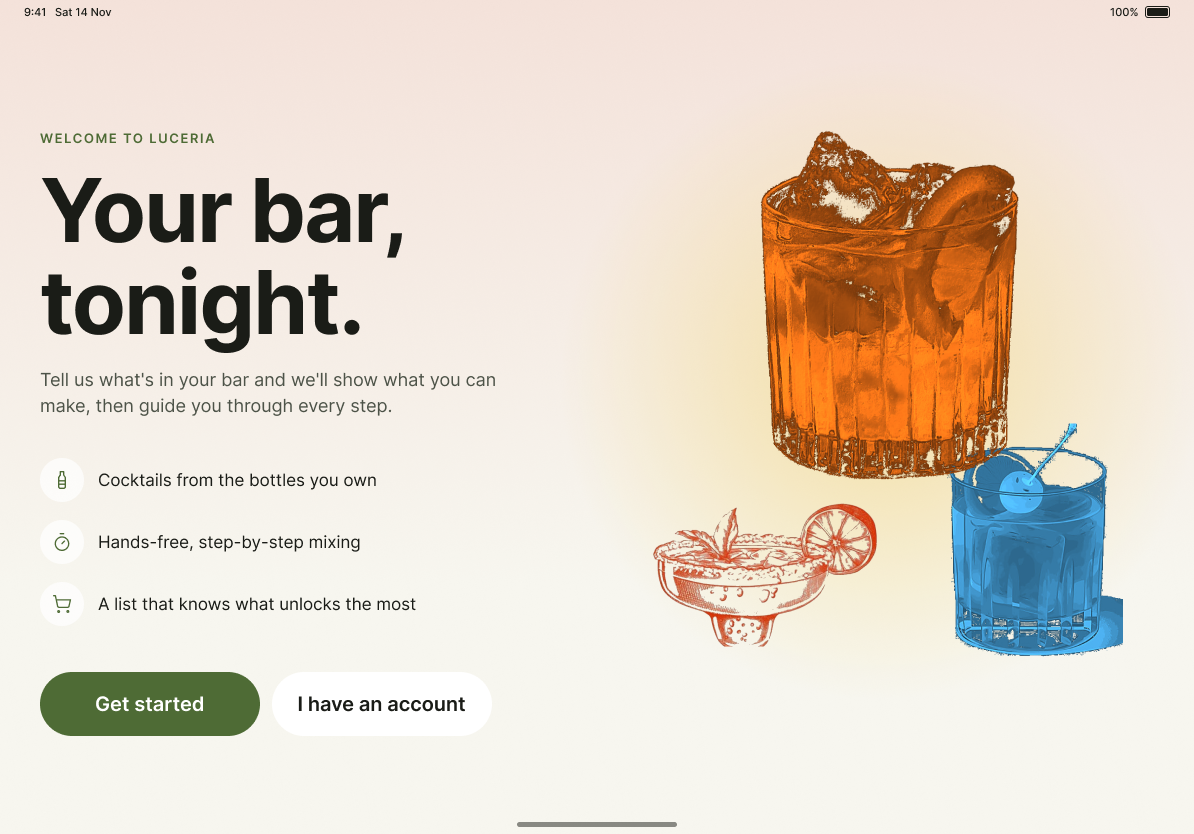 9:41 Sat 14 Nov
100%
WELCOME TO LUCERIA
Your bar,
tonight.
Tell us what's in your bar and we'll show what you can
make, then guide you through every step.
Cocktails from the bottles you own
Hands-free, step-by-step mixing
A list that knows what unlocks the most
Get started
I have an account